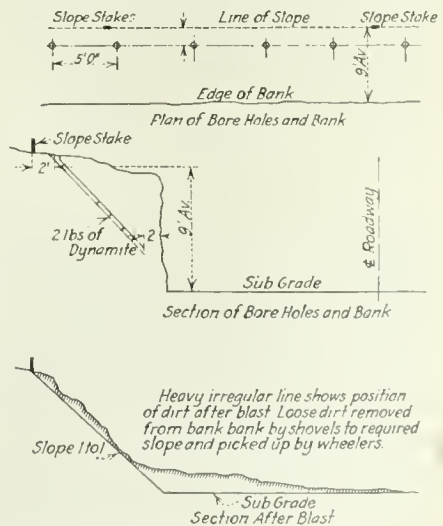 Slope Stakes
Line of Slope
Slope Stake
5'0"
9'Av.
Edge of Bank
Plan of Bore Holes and Bank
Slope Stake
2'
2 lbs of
Dynamite
2'
9'Av.
℄ Roadway
Sub Grade
Section of Bore Holes and Bank
Heavy irregular line shows position
of dirt after blast Loose dirt removed
from bank bank by shovels to required
slope and picked up by wheelers.
Slope 1 to 1
Sub Grade
Section After Blast